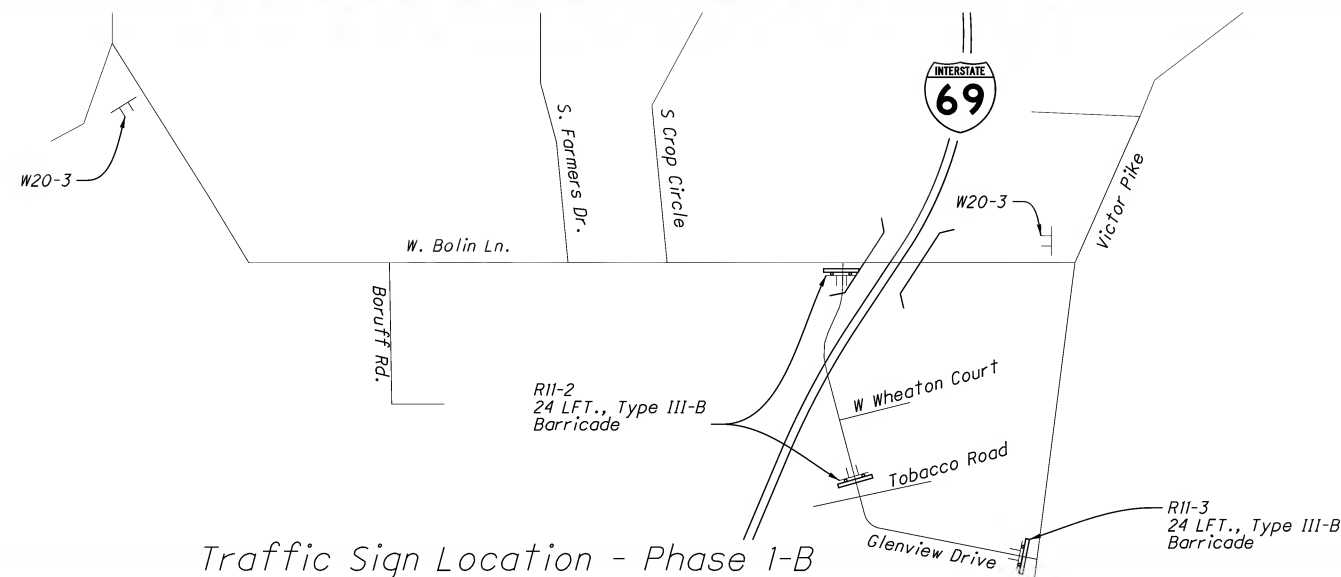 INTERSTATE
69
W20-3
S. Farmers Dr.
S Crop Circle
W20-3
Victor Pike
W. Bolin Ln.
Boruff Rd.
R11-2
24 LFT., Type III-B
Barricade
W Wheaton Court
Tobacco Road
Glenview Drive
R11-3
24 LFT., Type III-B
Barricade
Traffic Sign Location - Phase 1-B